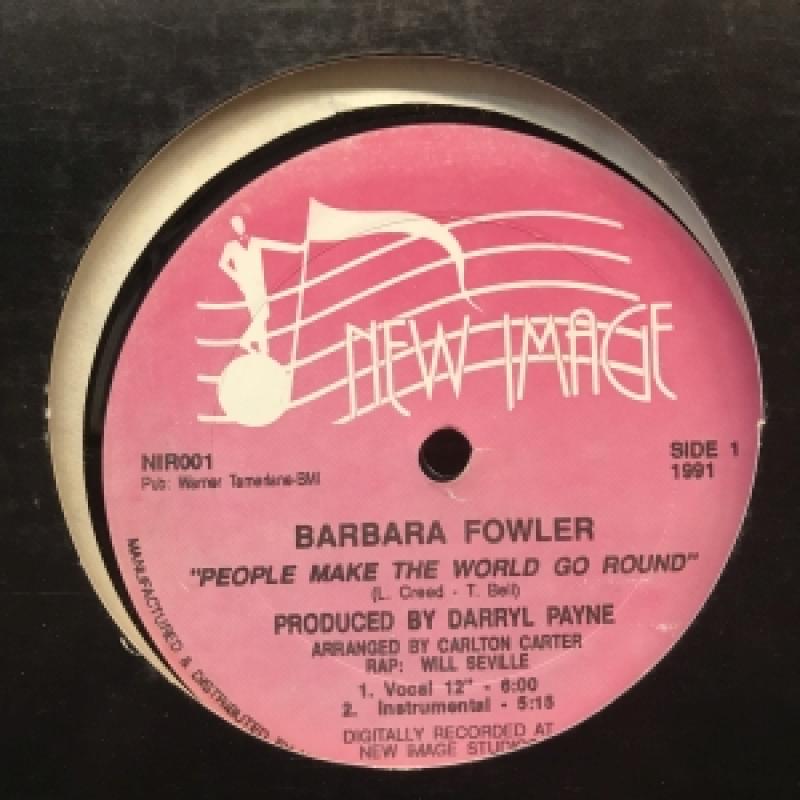 NEW IMAGE
NIR001
Pub: Warner Tamerlane-BMI
SIDE 1
1991
BARBARA FOWLER
"PEOPLE MAKE THE WORLD GO ROUND"
(L. Creed - T. Bell)
PRODUCED BY DARRYL PAYNE
ARRANGED BY CARLTON CARTER
RAP: WILL SEVILLE
1. Vocal 12" - 6:00
2. Instrumental - 5:18
DIGITALLY RECORDED AT
NEW IMAGE
MANUFACTURED & DISTRIBUTED